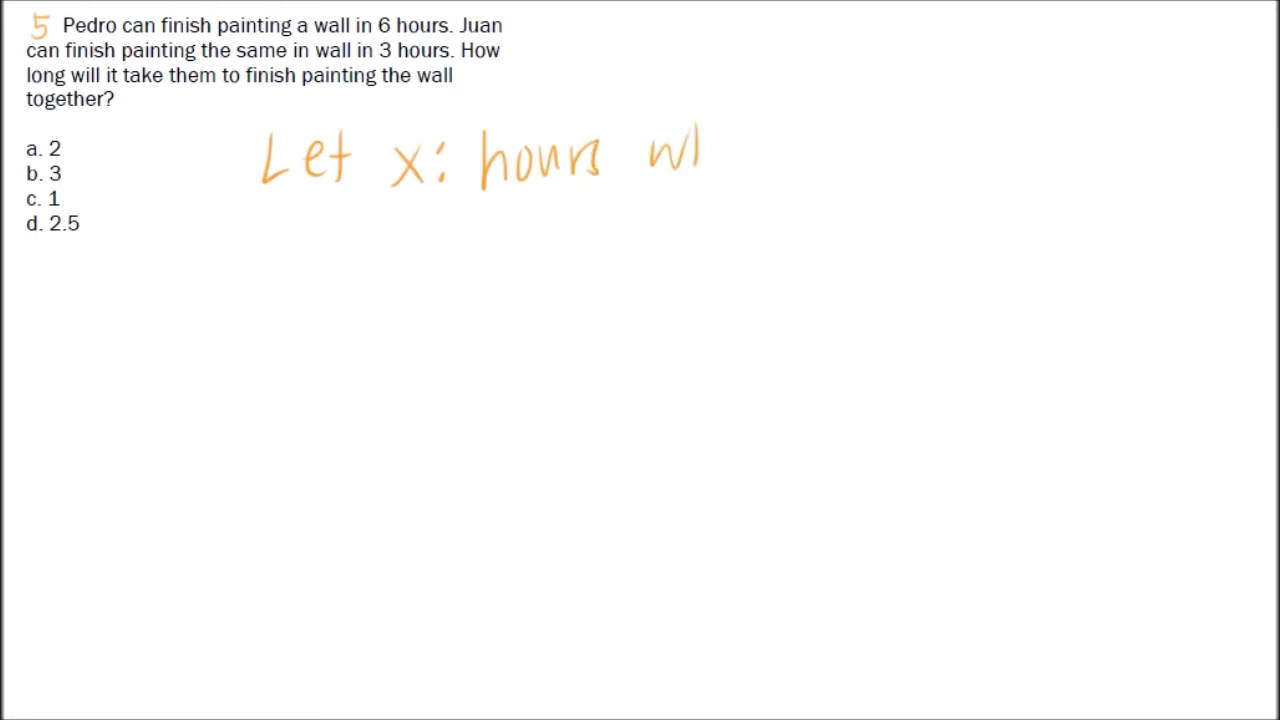 5 Pedro can finish painting a wall in 6 hours. Juan
can finish painting the same in wall in 3 hours. How
long will it take them to finish painting the wall
together?
a. 2
b. 3
c. 1
d. 2.5
Let x: hours